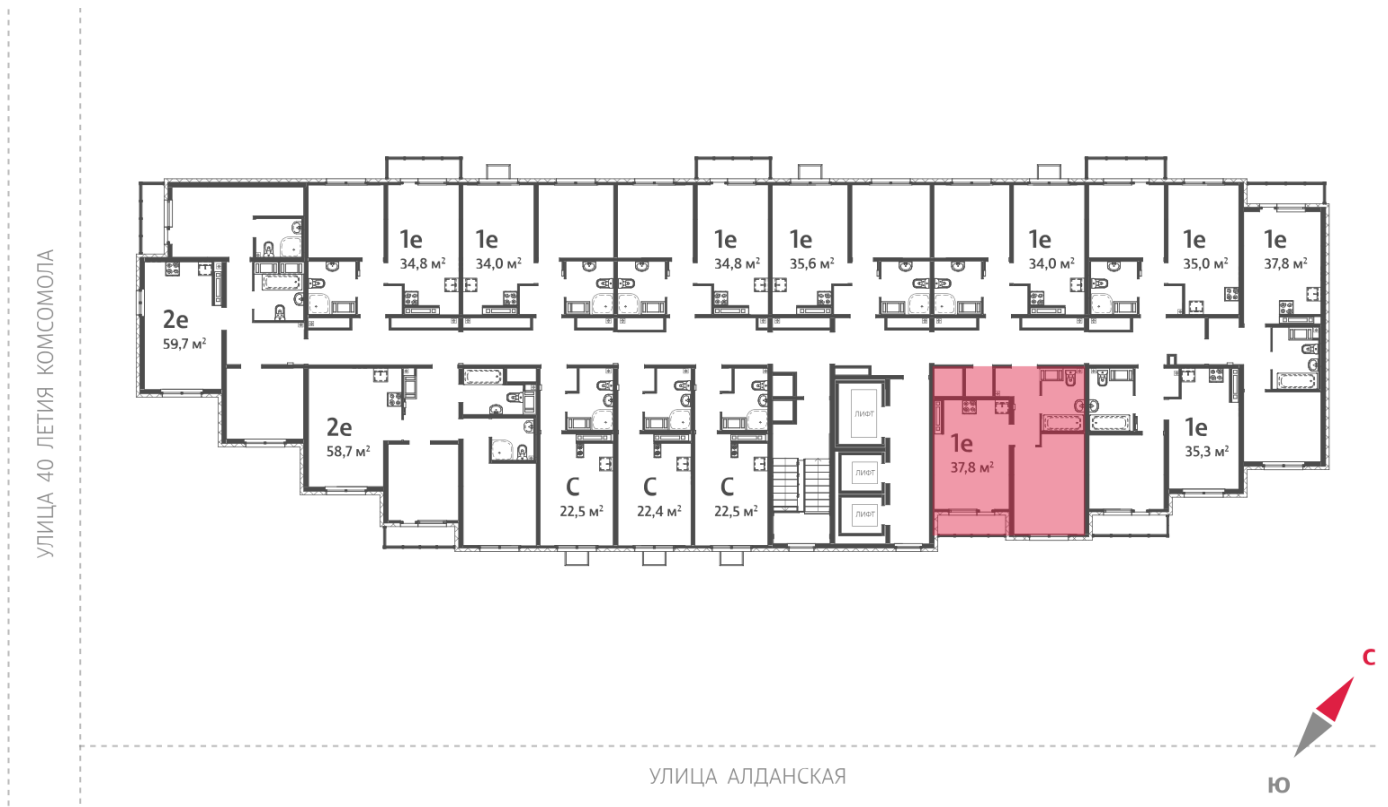 УЛИЦА 40 ЛЕТИЯ КОМСОМОЛА
1е
34,8 м²
1е
34,0 м²
1е
34,8 м²
1е
35,6 м²
1е
34,0 м²
1е
35,0 м²
1е
37,8 м²
2е
59,7 м²
2е
58,7 м²
С
22,5 м²
С
22,4 м²
С
22,5 м²
ЛИФТ
ЛИФТ
ЛИФТ
1е
37,8 м²
1е
35,3 м²
С
Ю
УЛИЦА АЛДАНСКАЯ